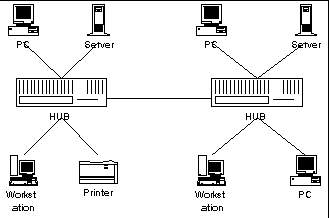 PC
Server
PC
Server
HUB
HUB
Workst
ation
Printer
Workst
ation
PC